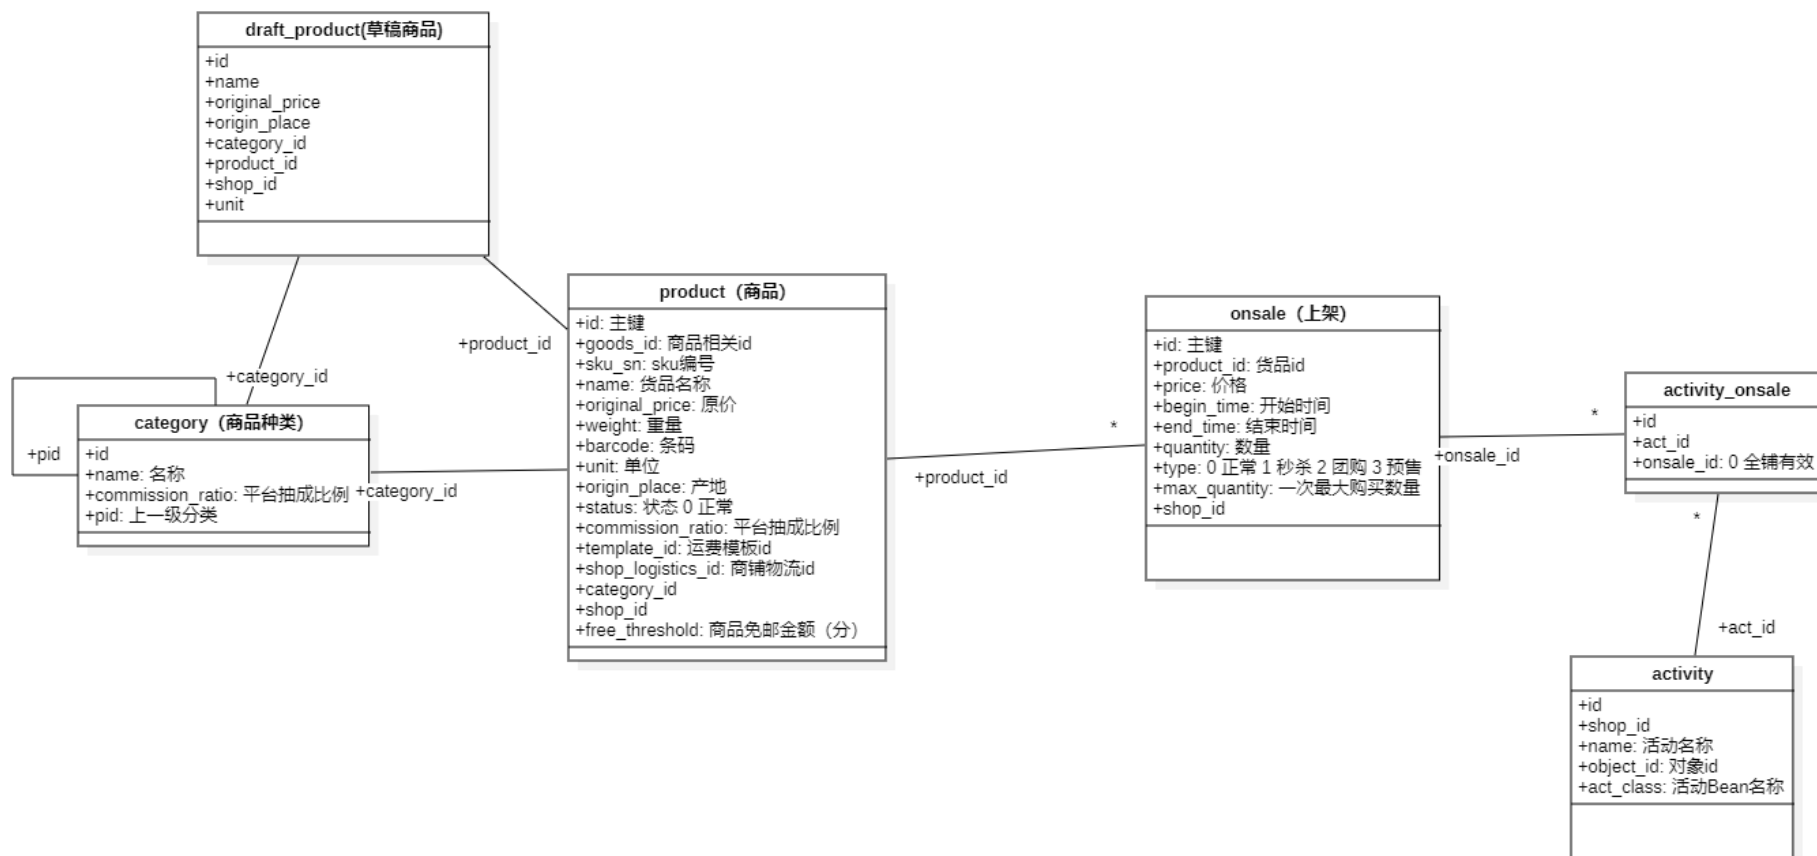 draft_product(草稿商品)
+id
+name
+original_price
+origin_place
+category_id
+product_id
+shop_id
+unit
+product_id
+category_id
+pid
category（商品种类）
+id
+name: 名称
+commission_ratio: 平台抽成比例
+pid: 上一级分类
+category_id
product（商品）
+id: 主键
+goods_id: 商品相关id
+sku_sn: sku编号
+name: 货品名称
+original_price: 原价
+weight: 重量
+barcode: 条码
+unit: 单位
+origin_place: 产地
+status: 状态 0 正常
+commission_ratio: 平台抽成比例
+template_id: 运费模板id
+shop_logistics_id: 商铺物流id
+category_id
+shop_id
+free_threshold: 商品免邮金额（分）
+product_id
*
onsale（上架）
+id: 主键
+product_id: 货品id
+price: 价格
+begin_time: 开始时间
+end_time: 结束时间
+quantity: 数量
+type: 0 正常 1 秒杀 2 团购 3 预售
+max_quantity: 一次最大购买数量
+shop_id
+onsale_id
*
activity_onsale
+id
+act_id
+onsale_id: 0 全铺有效
*
+act_id
activity
+id
+shop_id
+name: 活动名称
+object_id: 对象id
+act_class: 活动Bean名称